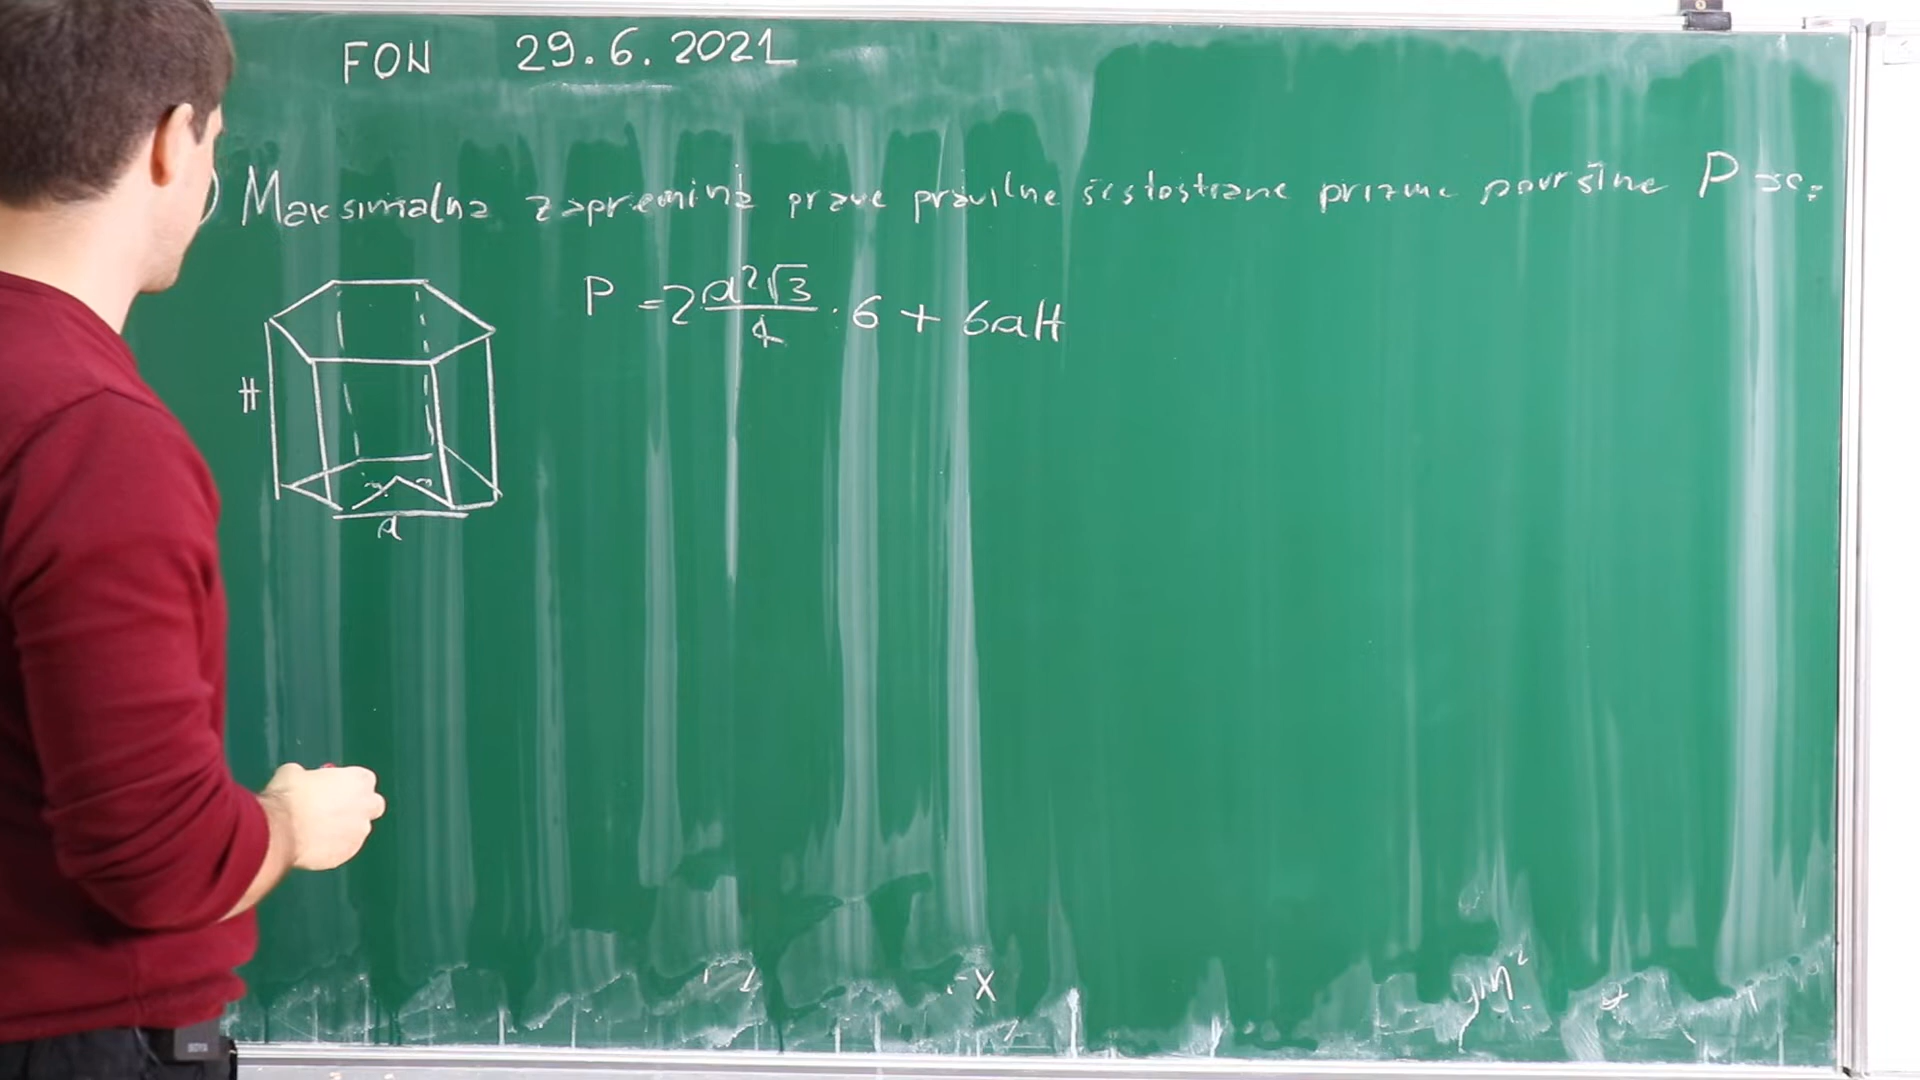 FON 29.6.2021
) Maksimalna zapremina prave pravilne šestostrane prizme površine P je:
P = 2 a²√3/4 · 6 + 6aH
H
a
-x